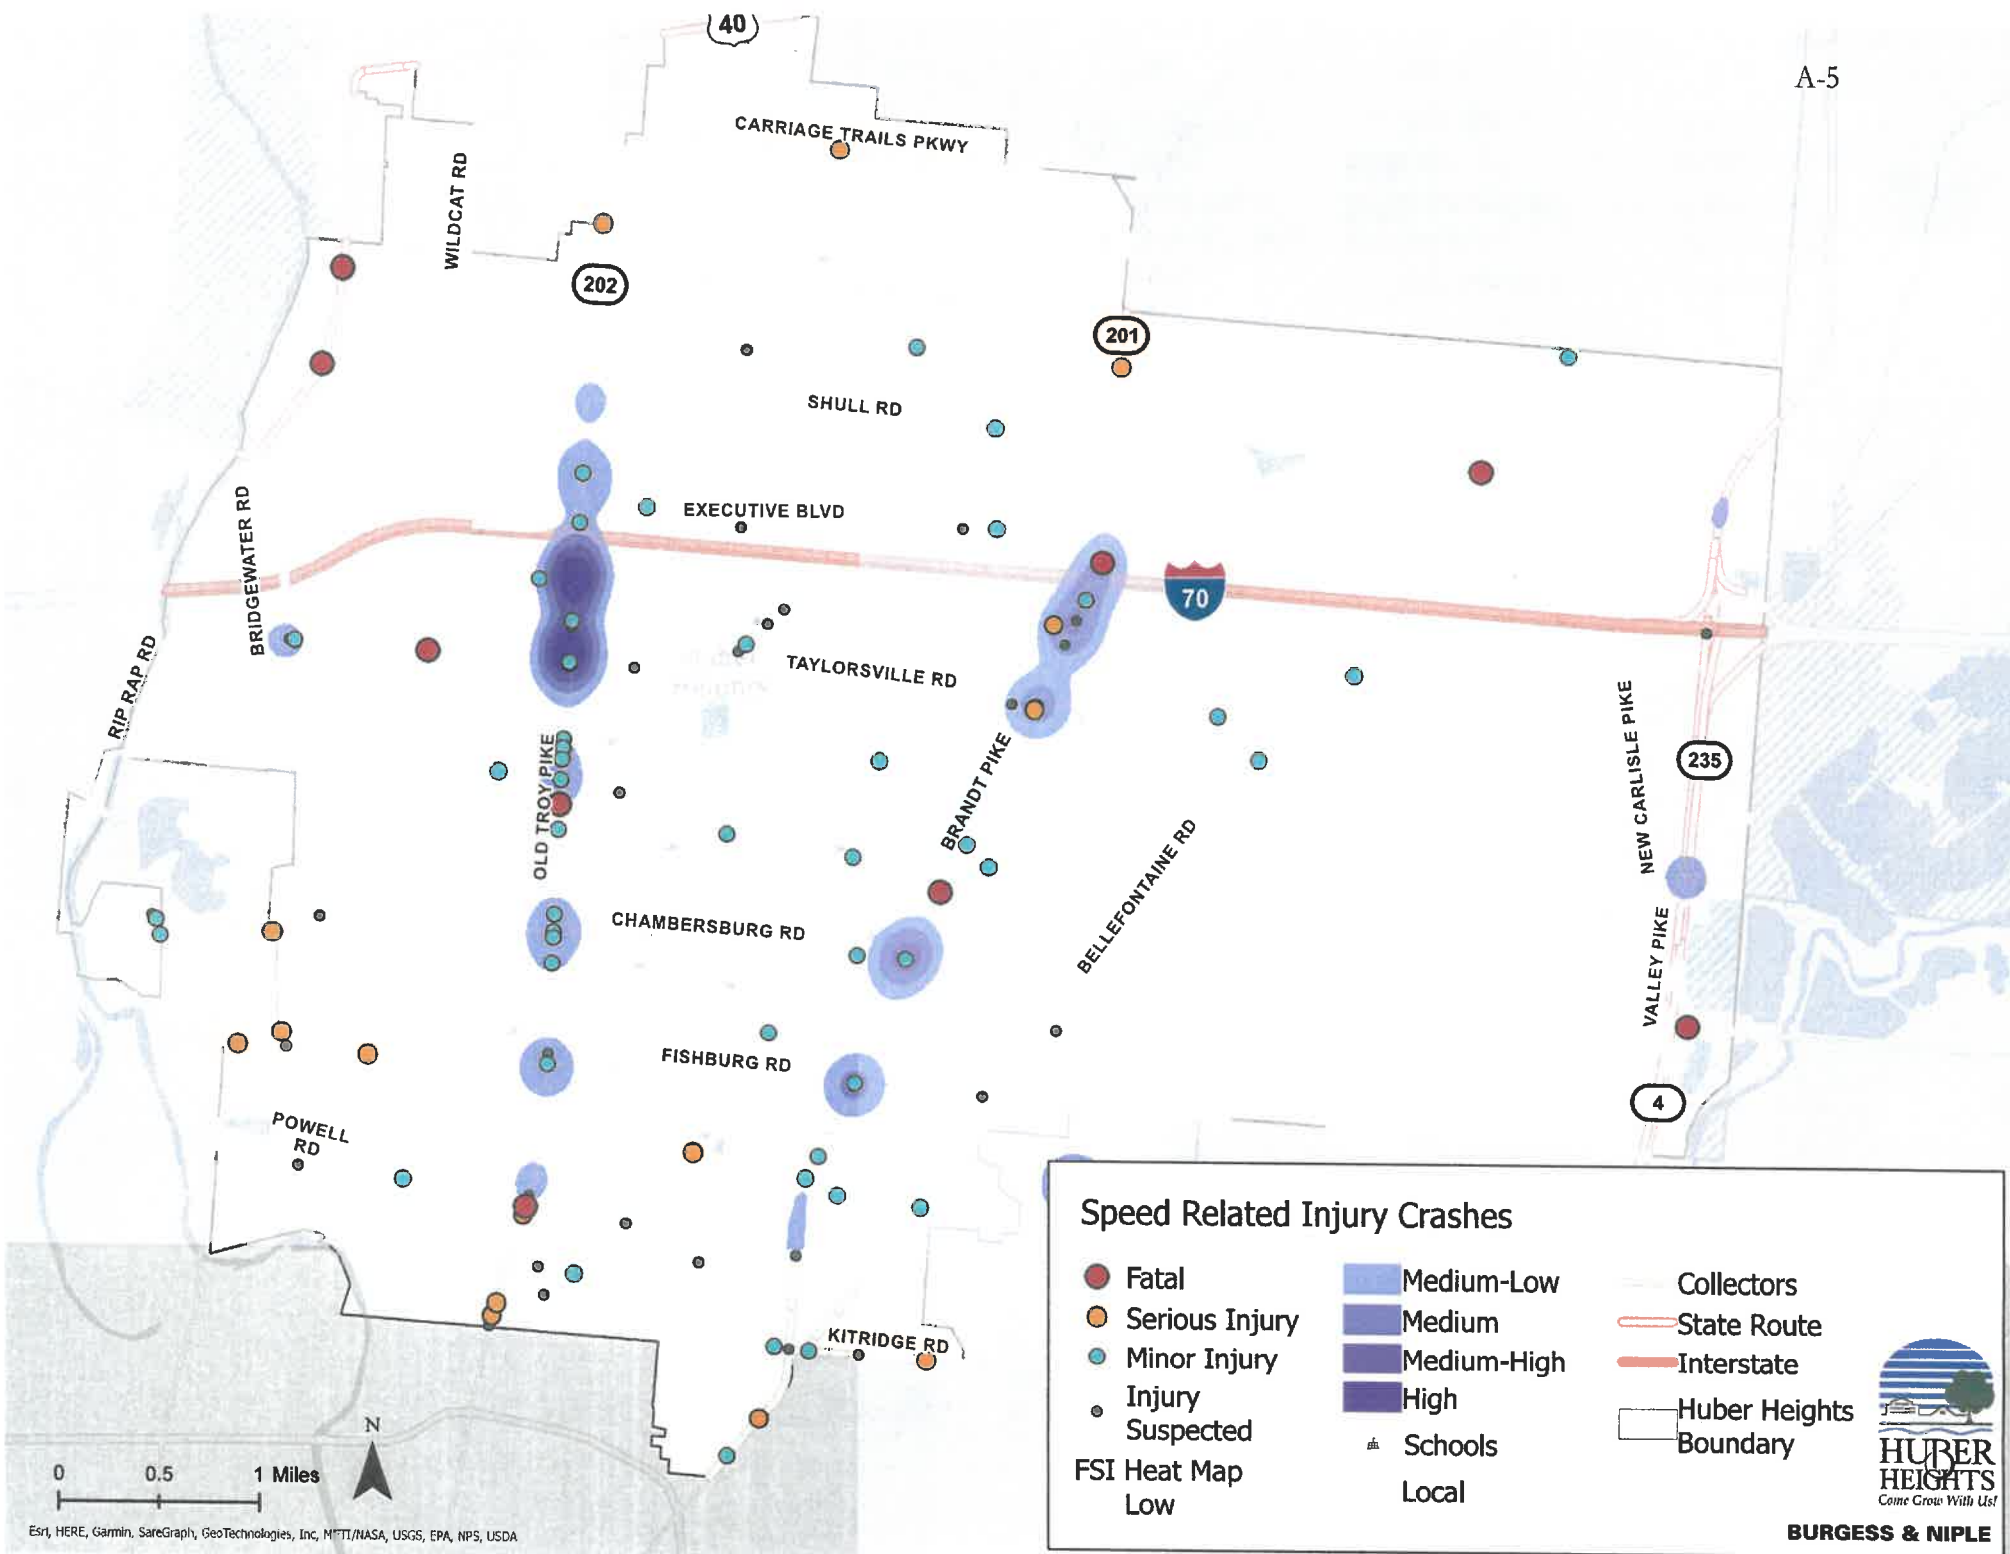 40
A-5
CARRIAGE TRAILS PKWY
WILDCAT RD
202
201
SHULL RD
EXECUTIVE BLVD
BRIDGEWATER RD
70
RIP RAP RD
TAYLORSVILLE RD
OLD TROY PIKE
BRANDT PIKE
NEW CARLISLE PIKE
235
BELLEFONTAINE RD
CHAMBERSBURG RD
VALLEY PIKE
FISHBURG RD
4
POWELL
RD
KITRIDGE RD
Speed Related Injury Crashes
Fatal
Serious Injury
Minor Injury
Injury
Suspected
FSI Heat Map
Low
Medium-Low
Medium
Medium-High
High
Schools
Local
Collectors
State Route
Interstate
Huber Heights
Boundary
HUBER
HEIGHTS
Come Grow With Us!
BURGESS & NIPLE
N
0 0.5 1 Miles
Esri, HERE, Garmin, SafeGraph, GeoTechnologies, Inc, METI/NASA, USGS, EPA, NPS, USDA